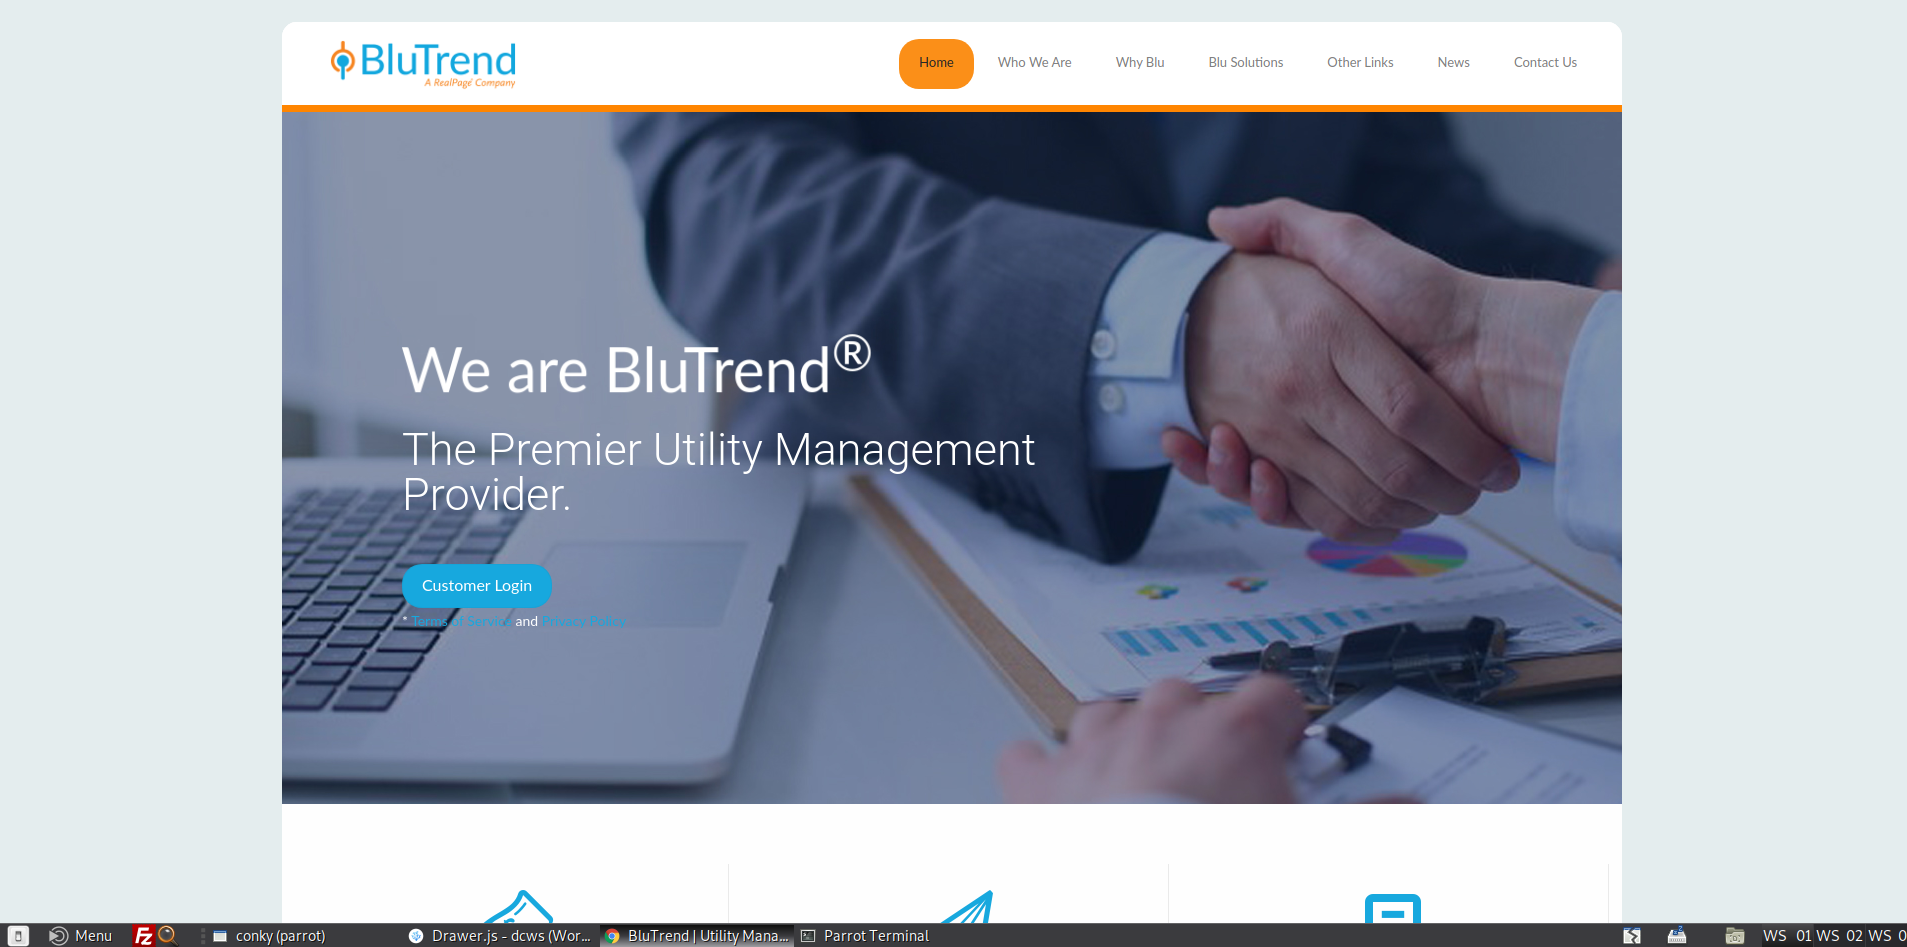 BluTrend
A RealPage Company
Home Who We Are Why Blu Blu Solutions Other Links News Contact Us
We are BluTrend®
The Premier Utility Management
Provider.
Customer Login
* Terms of Service and Privacy Policy
Menu Fz conky (parrot) Drawer.js - dcws (Wor... BluTrend | Utility Mana... Parrot Terminal WS 01 WS 02 WS 0